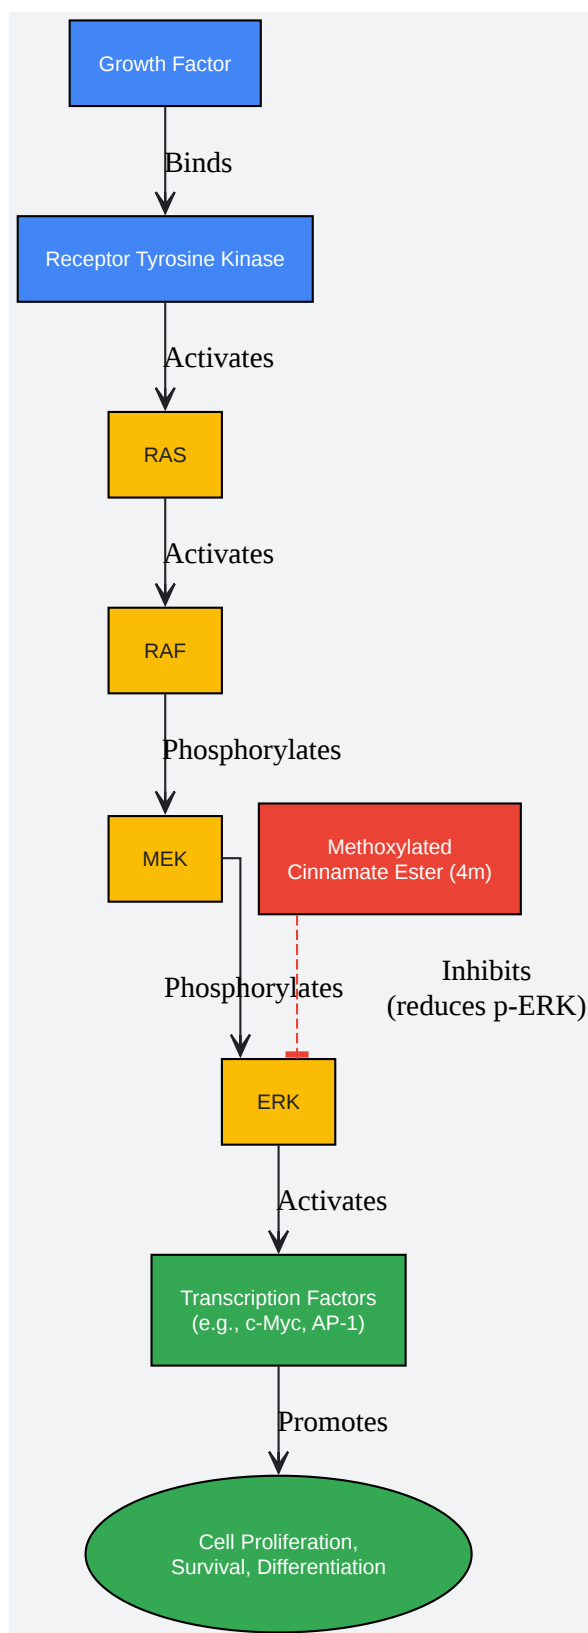 Growth Factor
Binds
Receptor Tyrosine Kinase
Activates
RAS
Activates
RAF
Phosphorylates
MEK
Methoxylated
Cinnamate Ester (4m)
Phosphorylates
Inhibits
(reduces p-ERK)
ERK
Activates
Transcription Factors
(e.g., c-Myc, AP-1)
Promotes
Cell Proliferation,
Survival, Differentiation